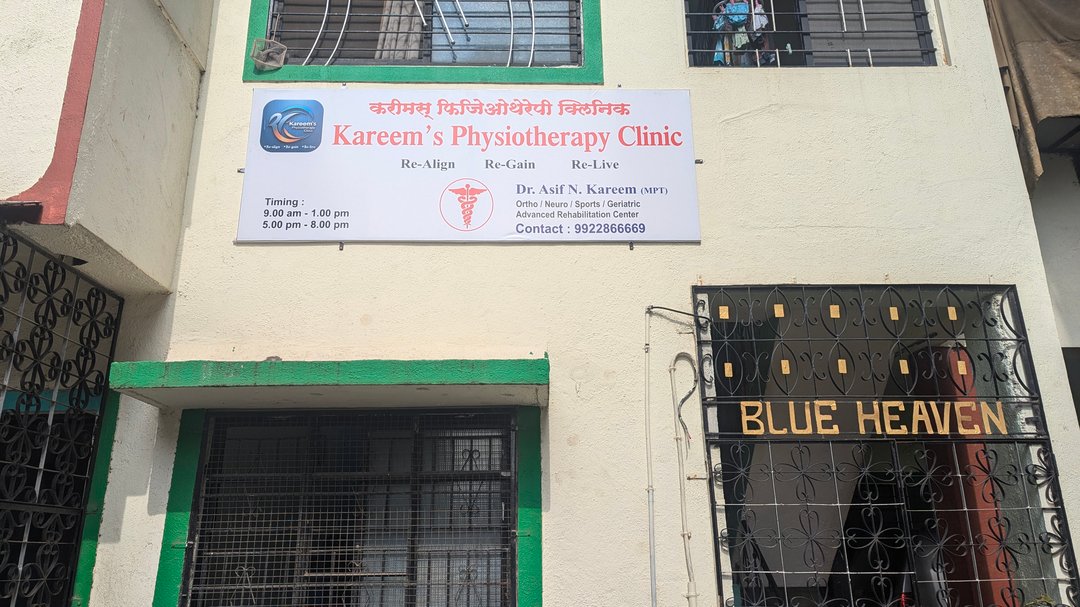 करीमस् फिजिओथेरेपी क्लिनिक
Kareem's
Kareem's Physiotherapy Clinic
Re-Align Re-Gain Re-Live
Timing :
9.00 am - 1.00 pm
5.00 pm - 8.00 pm
Dr. Asif N. Kareem (MPT)
Ortho / Neuro / Sports / Geriatric
Advanced Rehabilitation Center
Contact : 9922866669
BLUE HEAVEN